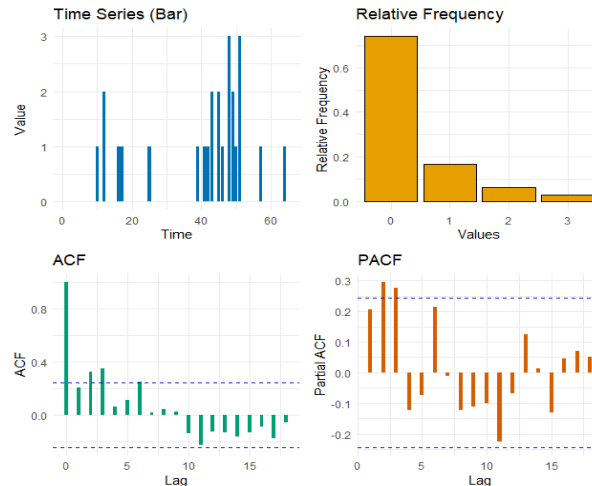 Time Series (Bar)
Value
3
2
1
0
0 20 40 60
Time
Relative Frequency
Relative Frequency
0.6
0.4
0.2
0.0
0 1 2 3
Values
ACF
ACF
0.8
0.4
0.0
0 5 10 15
Lag
PACF
Partial ACF
0.3
0.2
0.1
0.0
-0.1
-0.2
5 10 15
Lag